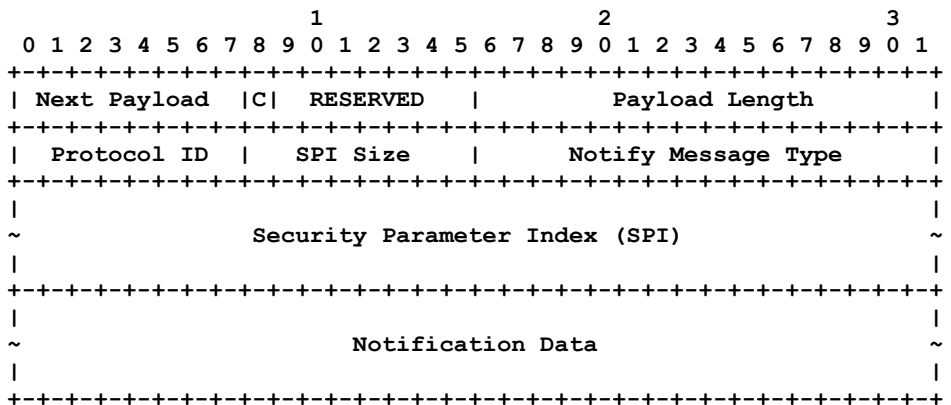 1                   2                   3
 0 1 2 3 4 5 6 7 8 9 0 1 2 3 4 5 6 7 8 9 0 1 2 3 4 5 6 7 8 9 0 1
+-+-+-+-+-+-+-+-+-+-+-+-+-+-+-+-+-+-+-+-+-+-+-+-+-+-+-+-+-+-+-+-+
| Next Payload  |C|  RESERVED   |         Payload Length        |
+-+-+-+-+-+-+-+-+-+-+-+-+-+-+-+-+-+-+-+-+-+-+-+-+-+-+-+-+-+-+-+-+
|  Protocol ID  |   SPI Size    |      Notify Message Type      |
+-+-+-+-+-+-+-+-+-+-+-+-+-+-+-+-+-+-+-+-+-+-+-+-+-+-+-+-+-+-+-+-+
|                                                               |
~                Security Parameter Index (SPI)                 ~
|                                                               |
+-+-+-+-+-+-+-+-+-+-+-+-+-+-+-+-+-+-+-+-+-+-+-+-+-+-+-+-+-+-+-+-+
|                                                               |
~                       Notification Data                       ~
|                                                               |
+-+-+-+-+-+-+-+-+-+-+-+-+-+-+-+-+-+-+-+-+-+-+-+-+-+-+-+-+-+-+-+-+